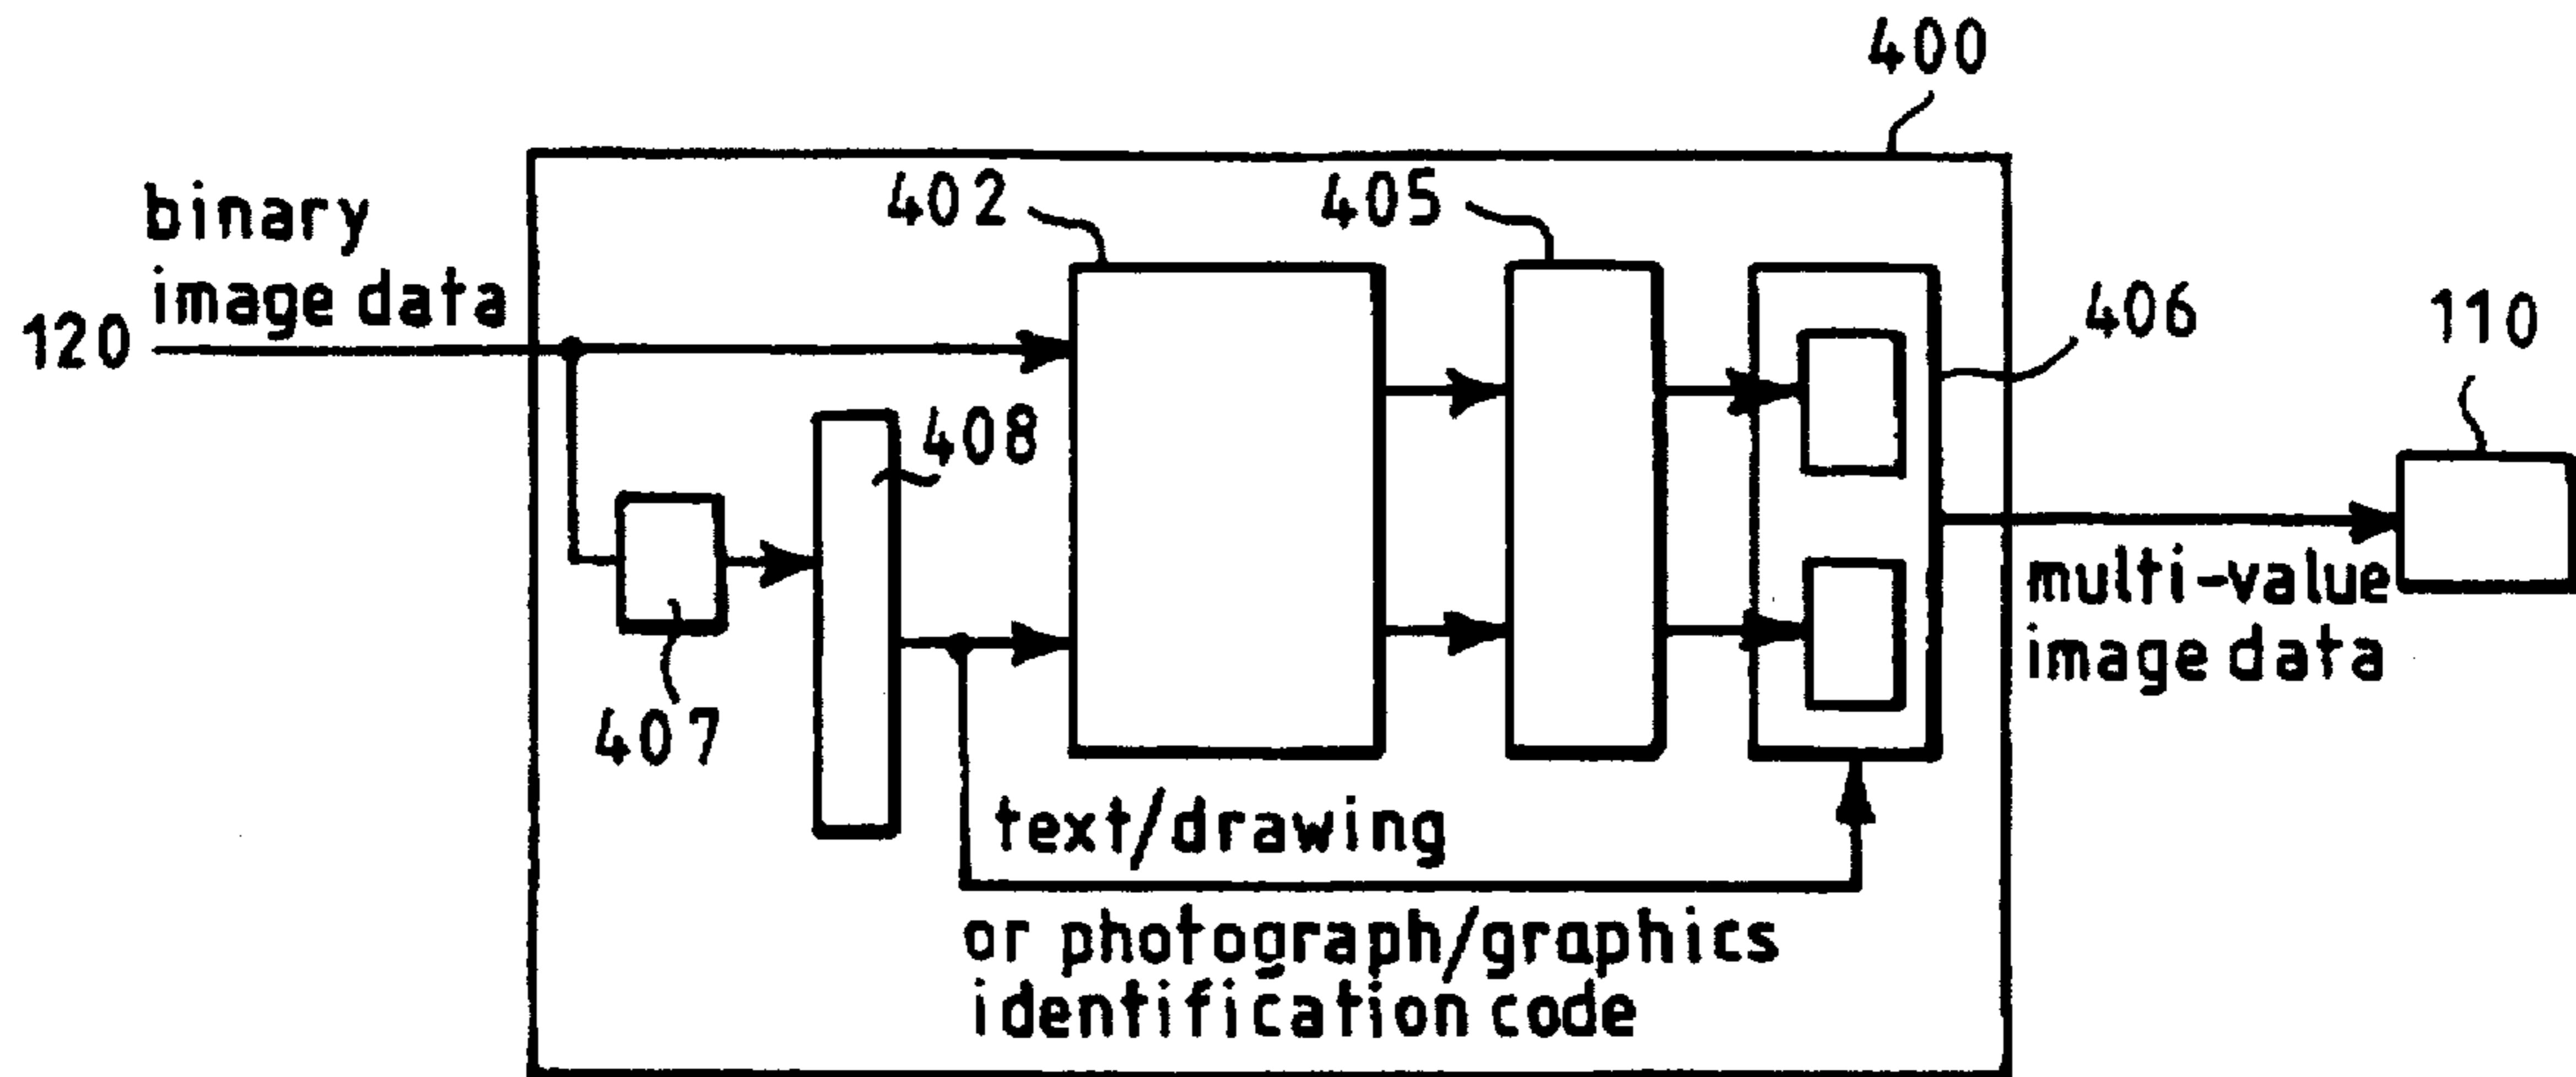 400
binary
image data
120
402
405
406
110
408
407
multi-value
image data
text/drawing
or photograph/graphics
identification code